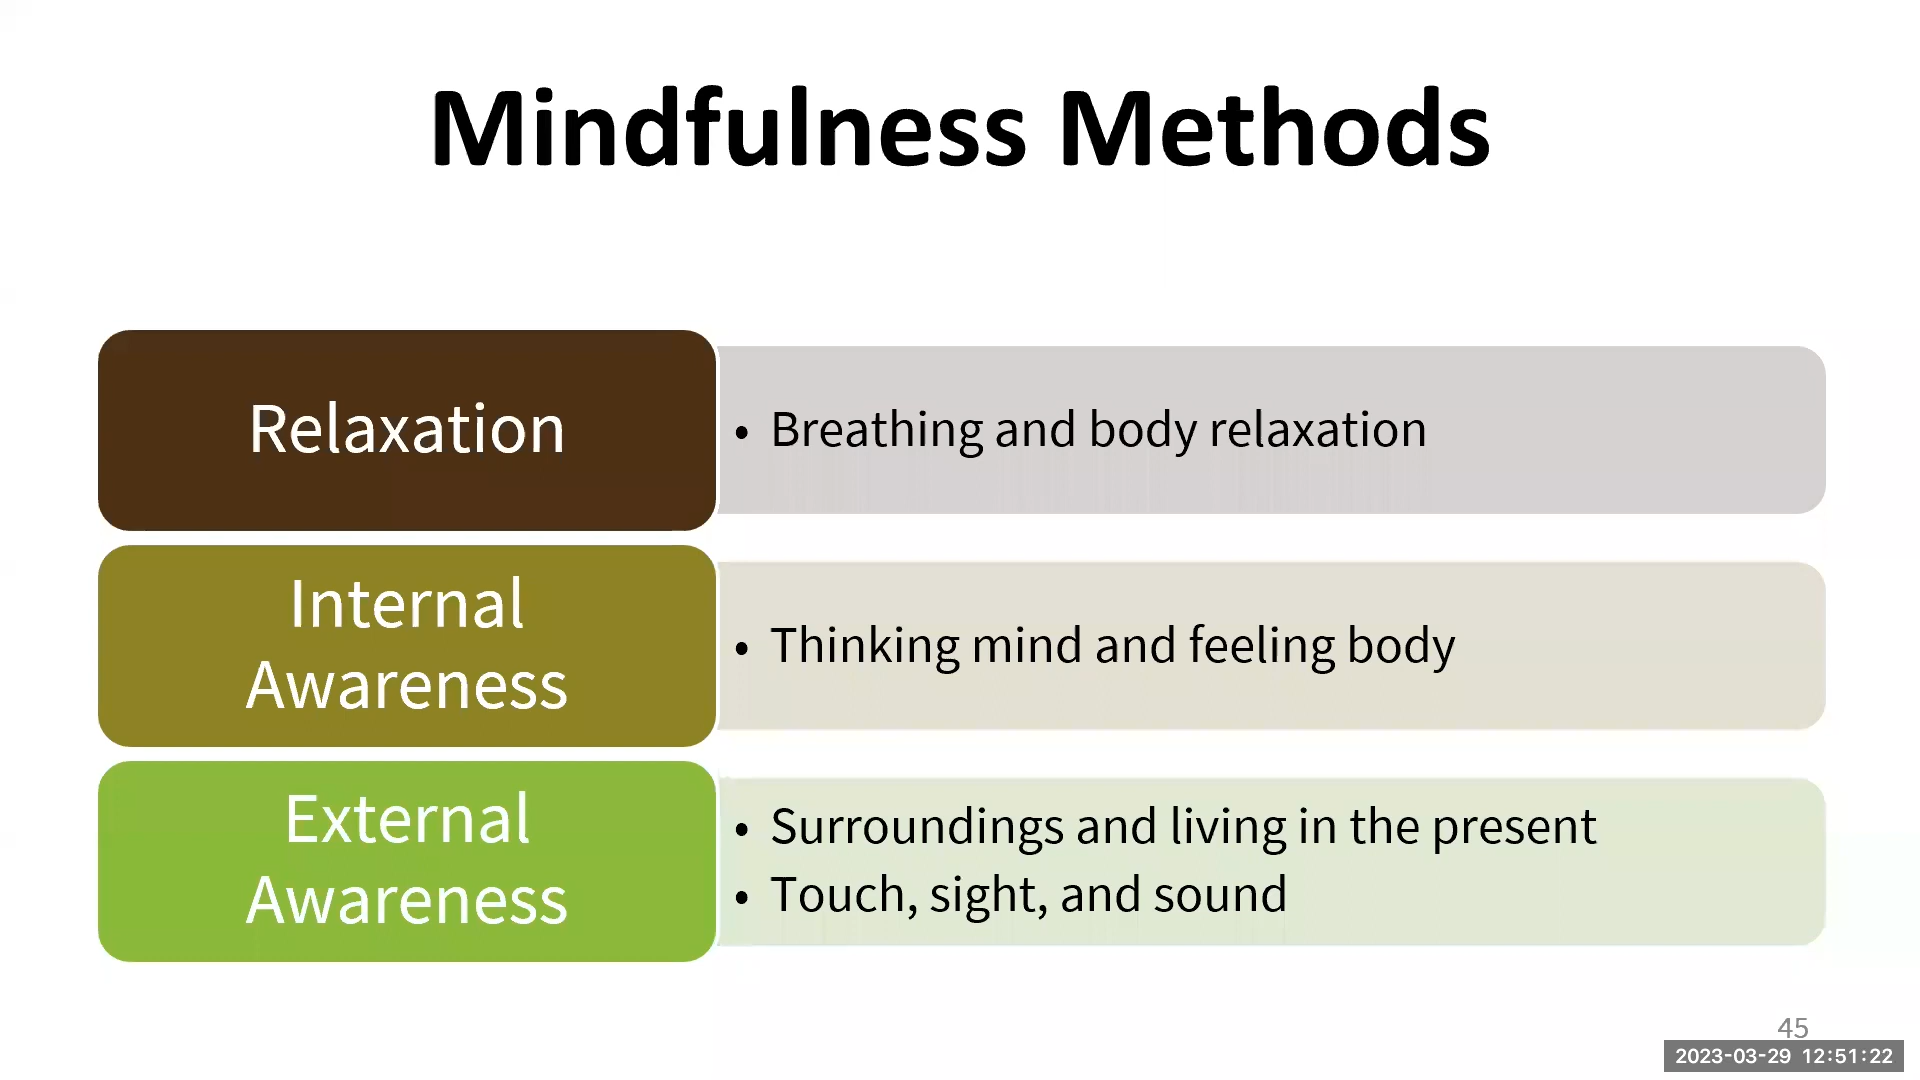 Mindfulness Methods
Relaxation
• Breathing and body relaxation
Internal
Awareness
• Thinking mind and feeling body
External
Awareness
• Surroundings and living in the present
• Touch, sight, and sound
45
2023-03-29 12:51:22